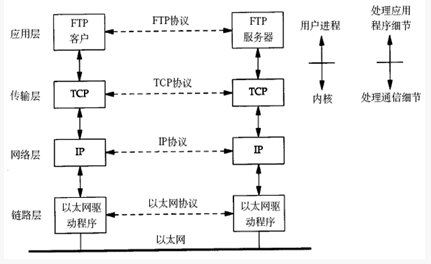 应用层
FTP
客户
FTP协议
FTP
服务器
用户进程
处理应用
程序细节
传输层
TCP
TCP协议
TCP
内核
处理通信细节
网络层
IP
IP协议
IP
链路层
以太网驱
动程序
以太网协议
以太网驱
动程序
以太网